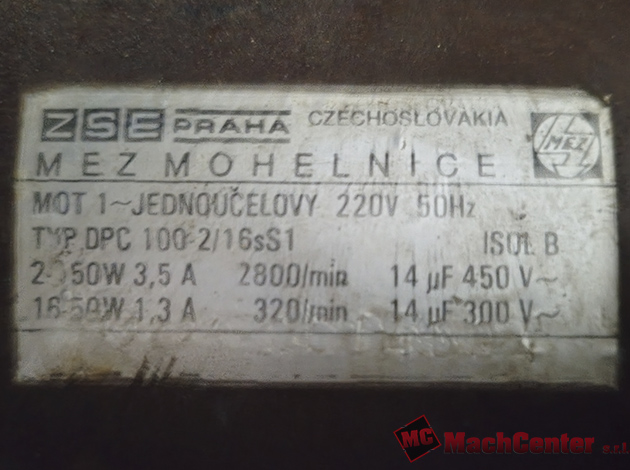 ZSE PRAHA CZECHOSLOVAKIA
MEZ
MEZ MOHELNICE
MOT 1~JEDNOÚČELOVY 220V 50Hz
TYP DPC 100-2/16sS1 ISOL B
3,5 A 2800/min 14 µF 450 V~
1,3 A 320/min 14 µF 300 V~
MC MachCenter s.r.l.